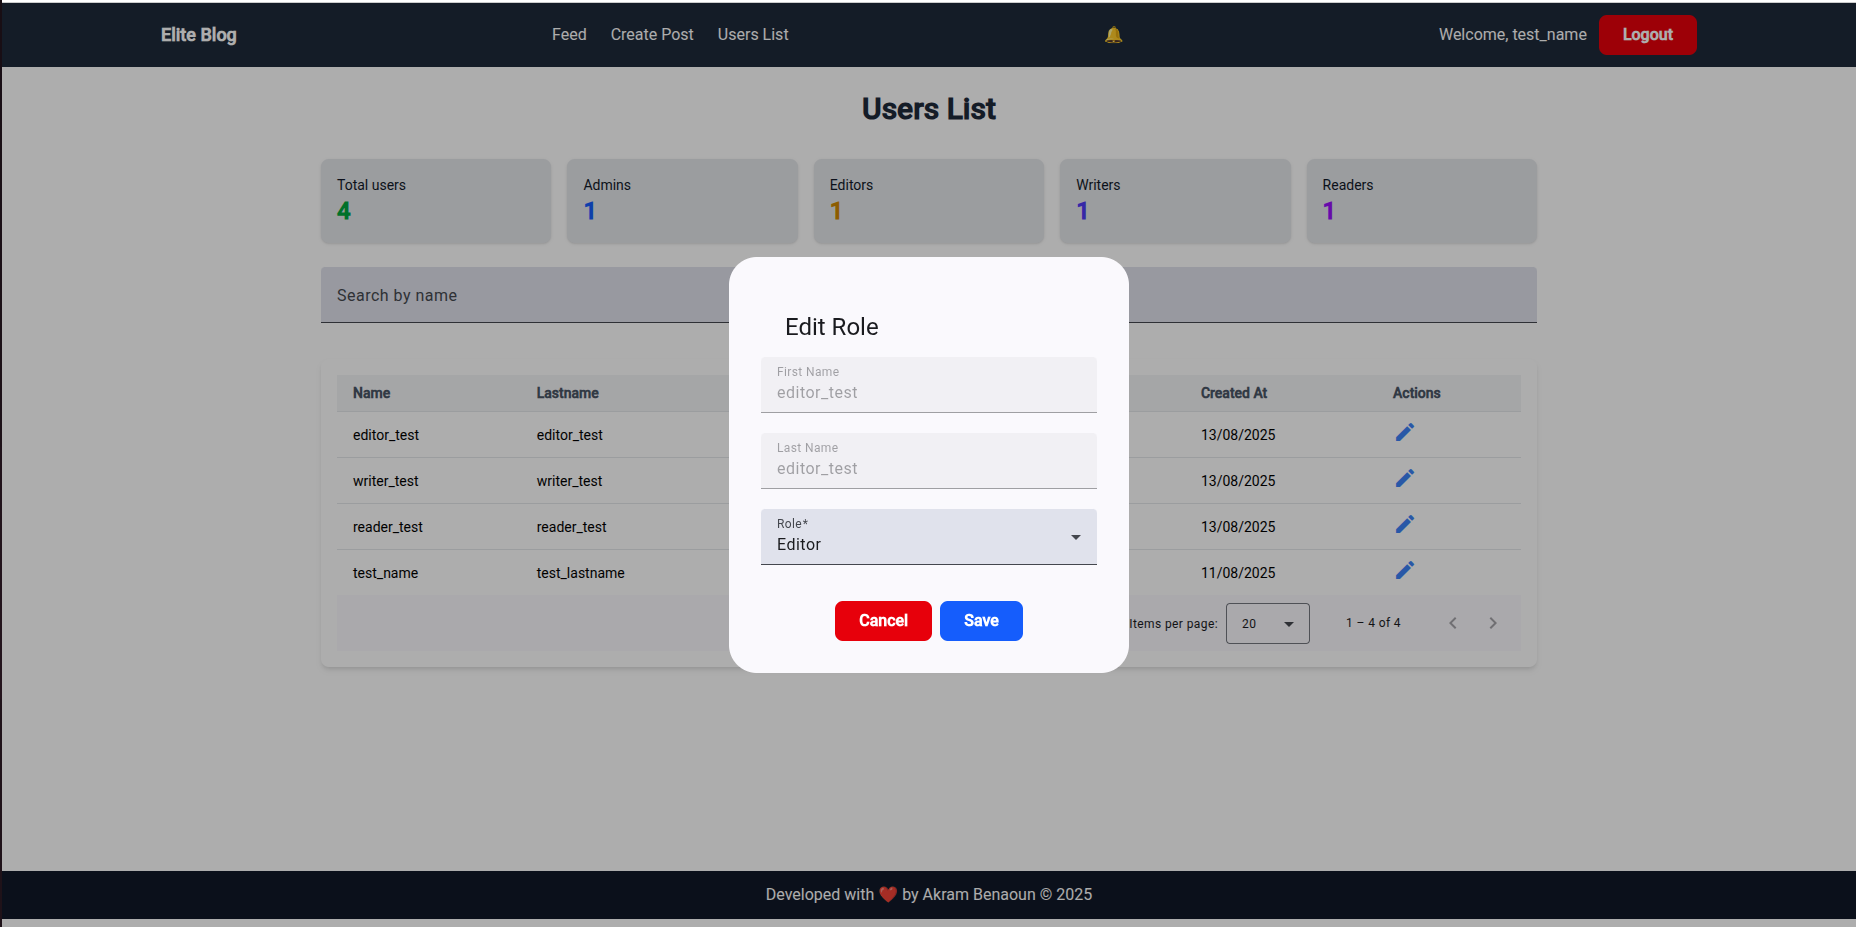 Elite Blog
Feed Create Post Users List
🔔
Welcome, test_name
Logout
Users List
Total users
4
Admins
1
Editors
1
Writers
1
Readers
1
Search by name
Edit Role
First Name
editor_test
Last Name
editor_test
Role*
Editor
Cancel Save
Name Lastname Created At Actions
editor_test editor_test 13/08/2025
writer_test writer_test 13/08/2025
reader_test reader_test 13/08/2025
test_name test_lastname 11/08/2025
Items per page: 20 1 – 4 of 4
Developed with ❤️ by Akram Benaoun © 2025